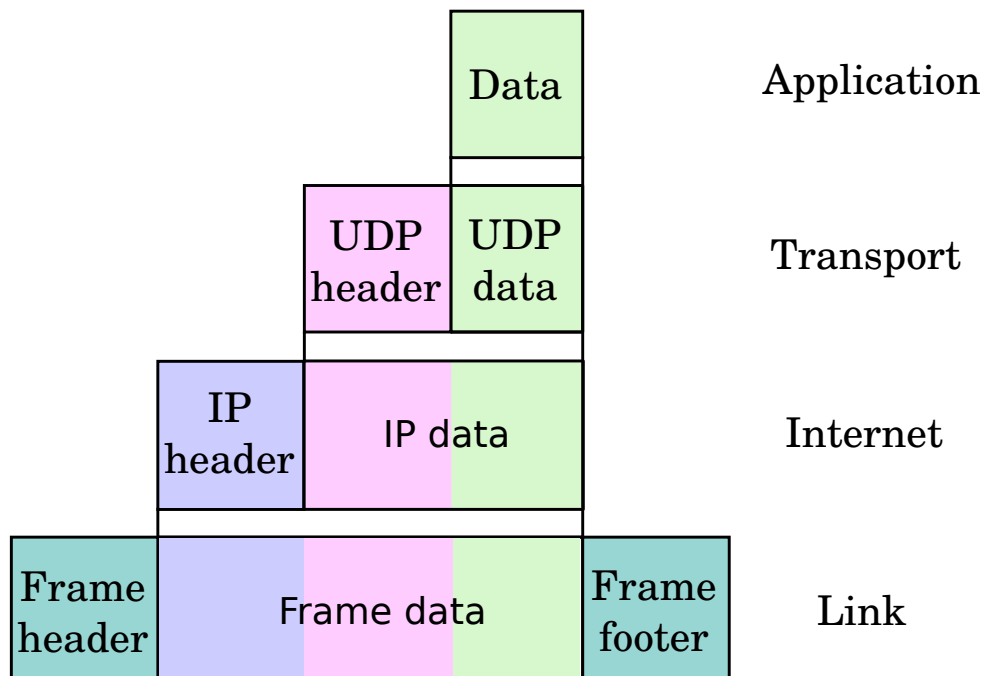 Data
Application
UDP
header
UDP
data
Transport
IP
header
IP data
Internet
Frame
header
Frame data
Frame
footer
Link